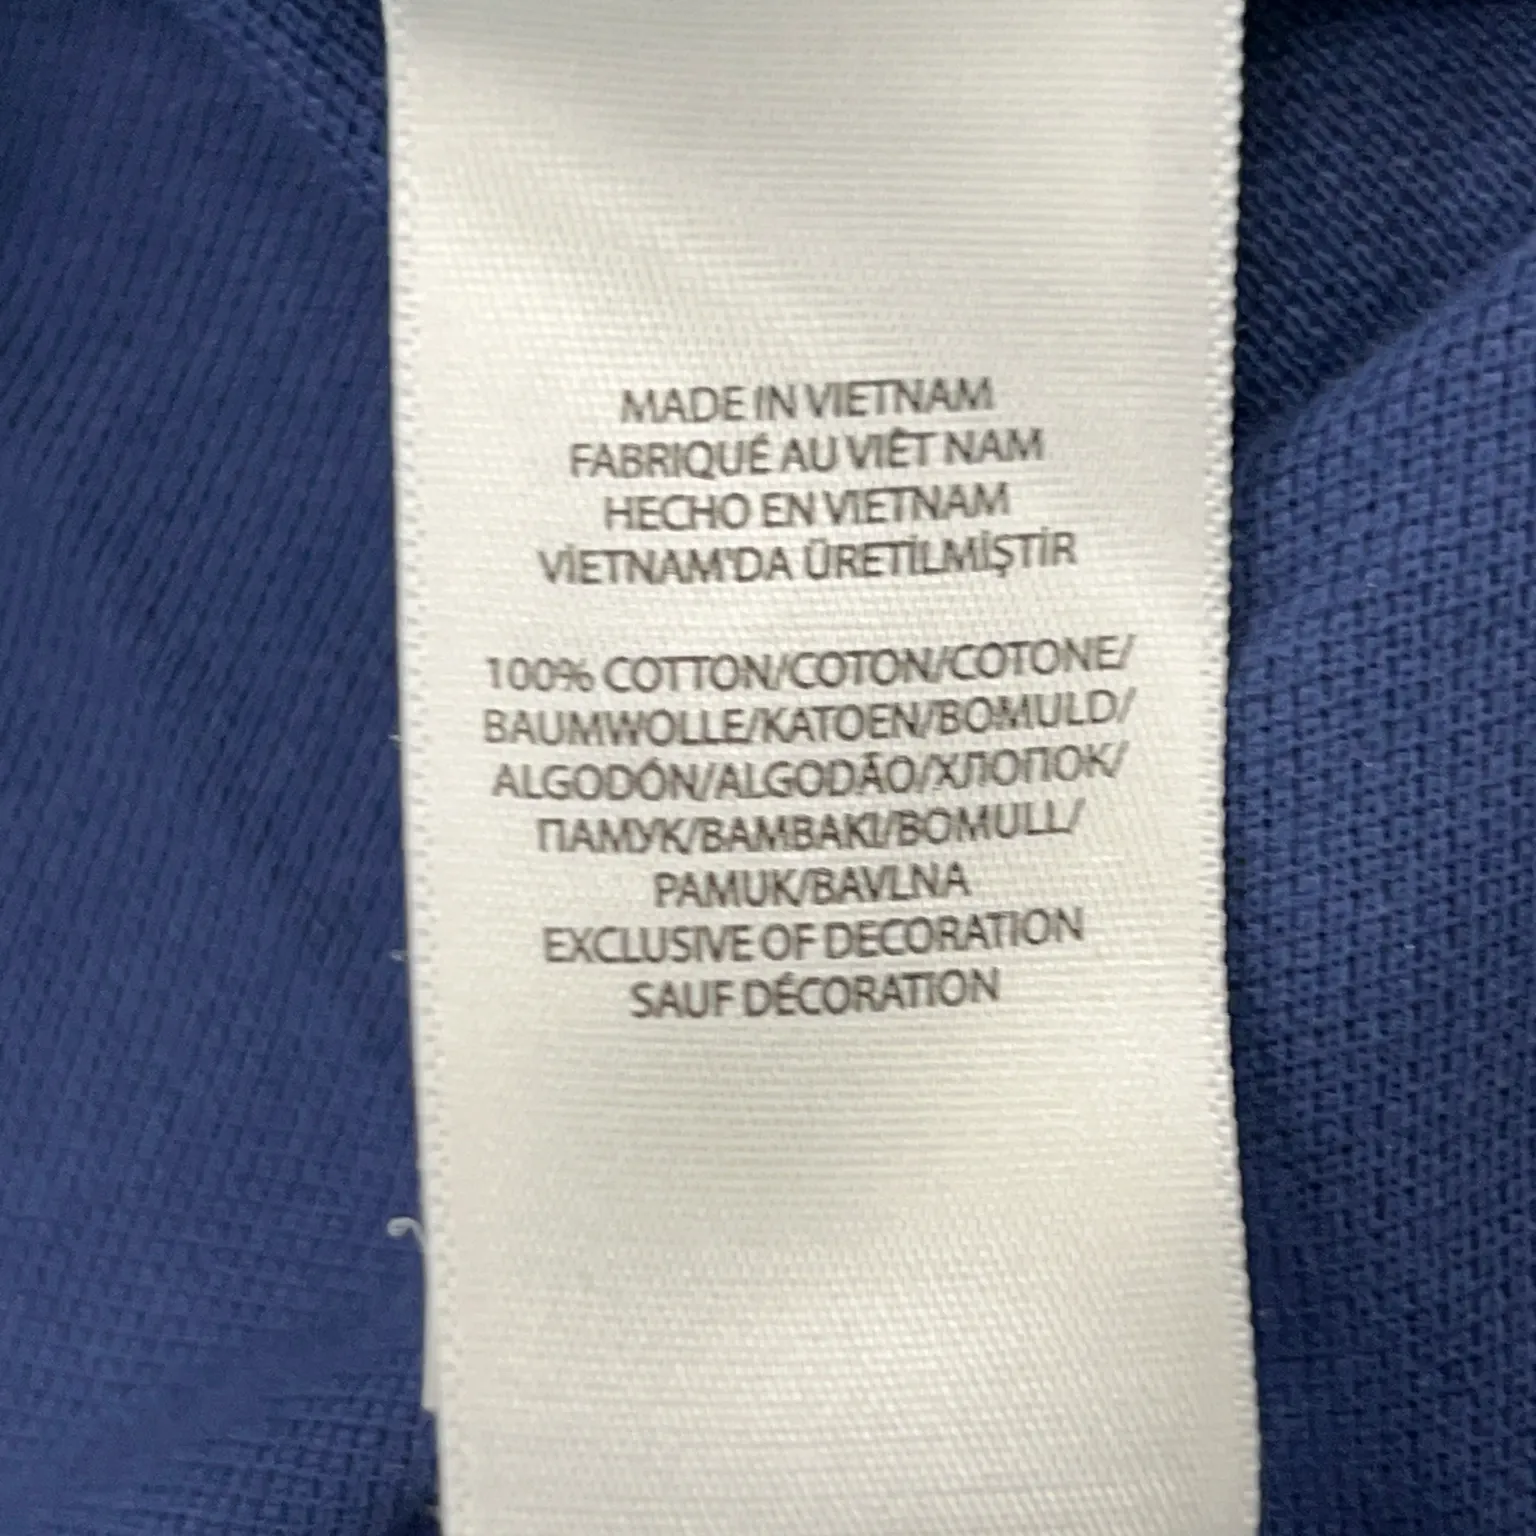 MADE IN VIETNAM
FABRIQUÉ AU VIÊT NAM
HECHO EN VIETNAM
VİETNAM'DA ÜRETİLMİŞTİR
100% COTTON/COTON/COTONE/
BAUMWOLLE/KATOEN/BOMULD/
ALGODÓN/ALGODÃO/ХЛОПОК/
ПАМУК/BAMBAKI/BOMULL/
PAMUK/BAVLNA
EXCLUSIVE OF DECORATION
SAUF DÉCORATION